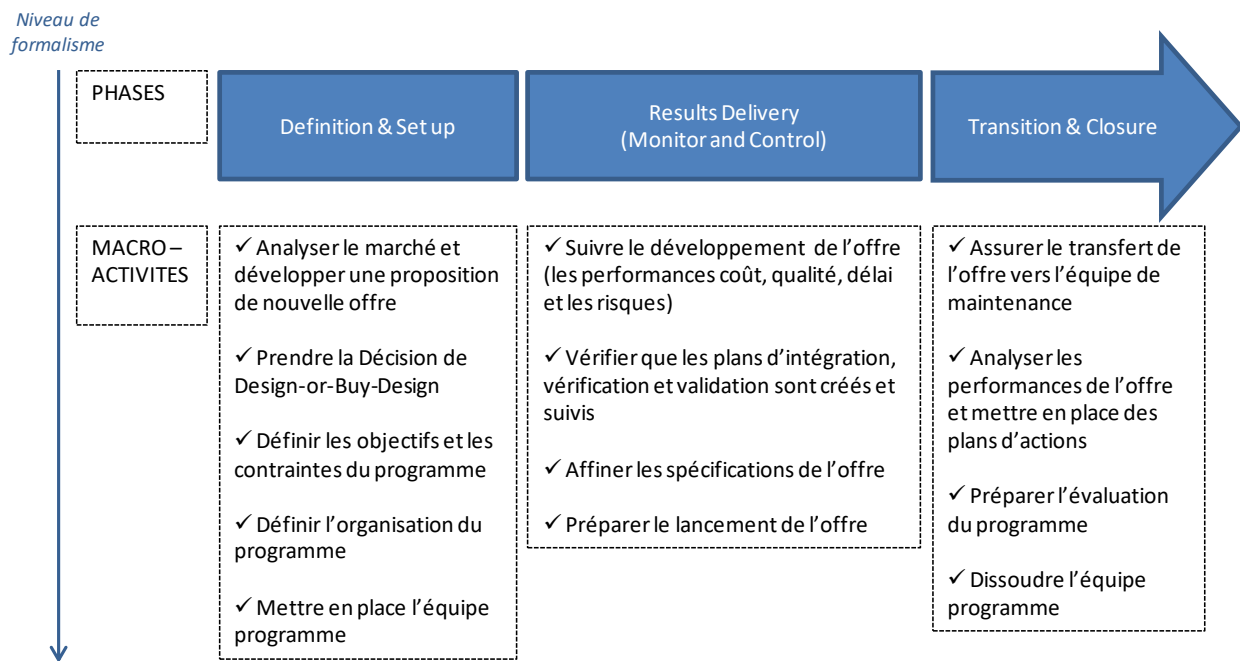 Niveau de
formalisme
PHASES
Definition & Set up
Results Delivery
(Monitor and Control)
Transition & Closure
MACRO –
ACTIVITES
✓ Analyser le marché et
développer une proposition
de nouvelle offre
✓ Prendre la Décision de
Design-or-Buy-Design
✓ Définir les objectifs et les
contraintes du programme
✓ Définir l’organisation du
programme
✓ Mettre en place l’équipe
programme
✓ Suivre le développement de l’offre
(les performances coût, qualité, délai
et les risques)
✓ Vérifier que les plans d’intégration,
vérification et validation sont créés et
suivis
✓ Affiner les spécifications de l’offre
✓ Préparer le lancement de l’offre
✓ Assurer le transfert de
l’offre vers l’équipe de
maintenance
✓ Analyser les
performances de l’offre
et mettre en place des
plans d’actions
✓ Préparer l’évaluation
du programme
✓ Dissoudre l’équipe
programme